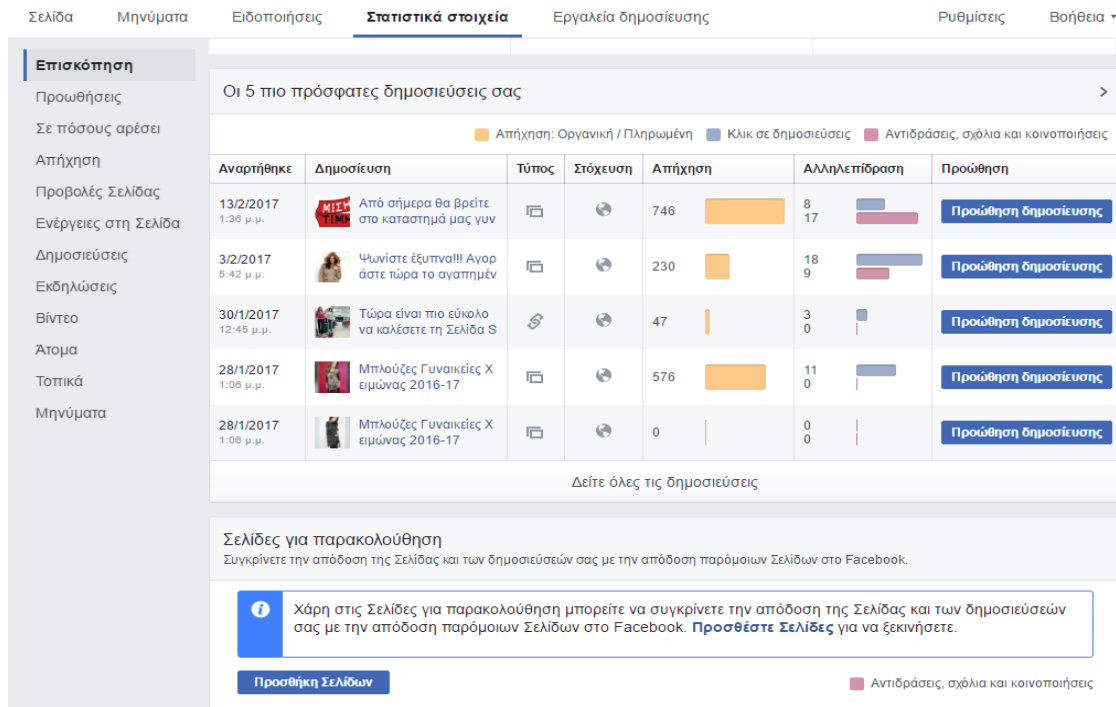 Σελίδα Μηνύματα Ειδοποιήσεις Στατιστικά στοιχεία Εργαλεία δημοσίευσης Ρυθμίσεις Βοήθεια
Επισκόπηση
Προωθήσεις
Σε πόσους αρέσει
Απήχηση
Προβολές Σελίδας
Ενέργειες στη Σελίδα
Δημοσιεύσεις
Εκδηλώσεις
Βίντεο
Άτομα
Τοπικά
Μηνύματα
Οι 5 πιο πρόσφατες δημοσιεύσεις σας
Απήχηση: Οργανική / Πληρωμένη Κλικ σε δημοσιεύσεις Αντιδράσεις, σχόλια και κοινοποιήσεις
Αναρτήθηκε Δημοσίευση Τύπος Στόχευση Απήχηση Αλληλεπίδραση Προώθηση
13/2/2017
1:36 μ.μ.
ΜΙΣΗ
ΤΙΜΗ
Από σήμερα θα βρείτε
στο καταστημά μας γυν
746
8
17
Προώθηση δημοσίευσης
3/2/2017
5:42 μ.μ.
Ψωνίστε έξυπνα!!! Αγορ
άστε τώρα το αγαπημέν
230
18
9
Προώθηση δημοσίευσης
30/1/2017
12:45 μ.μ.
Τώρα είναι πιο εύκολο
να καλέσετε τη Σελίδα S
47
3
0
Προώθηση δημοσίευσης
28/1/2017
1:06 μ.μ.
Μπλούζες Γυναικείες Χ
ειμώνας 2016-17
576
11
0
Προώθηση δημοσίευσης
28/1/2017
1:06 μ.μ.
Μπλούζες Γυναικείες Χ
ειμώνας 2016-17
0
0
0
Προώθηση δημοσίευσης
Δείτε όλες τις δημοσιεύσεις
Σελίδες για παρακολούθηση
Συγκρίνετε την απόδοση της Σελίδας και των δημοσιεύσεών σας με την απόδοση παρόμοιων Σελίδων στο Facebook.
Χάρη στις Σελίδες για παρακολούθηση μπορείτε να συγκρίνετε την απόδοση της Σελίδας και των δημοσιεύσεών
σας με την απόδοση παρόμοιων Σελίδων στο Facebook. Προσθέστε Σελίδες για να ξεκινήσετε.
Προσθήκη Σελίδων
Αντιδράσεις, σχόλια και κοινοποιήσεις